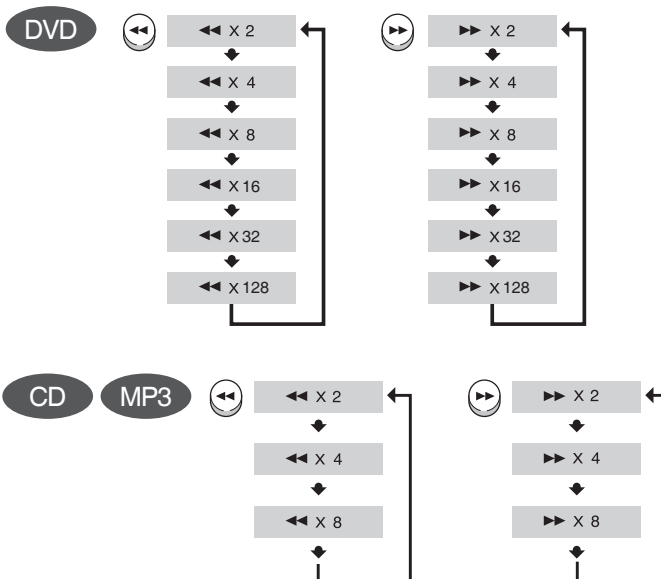 DVD
◄◄ X 2
◄◄ X 4
◄◄ X 8
◄◄ X 16
◄◄ X 32
◄◄ X 128
►► X 2
►► X 4
►► X 8
►► X 16
►► X 32
►► X 128
CD MP3
◄◄ X 2
◄◄ X 4
◄◄ X 8
►► X 2
►► X 4
►► X 8